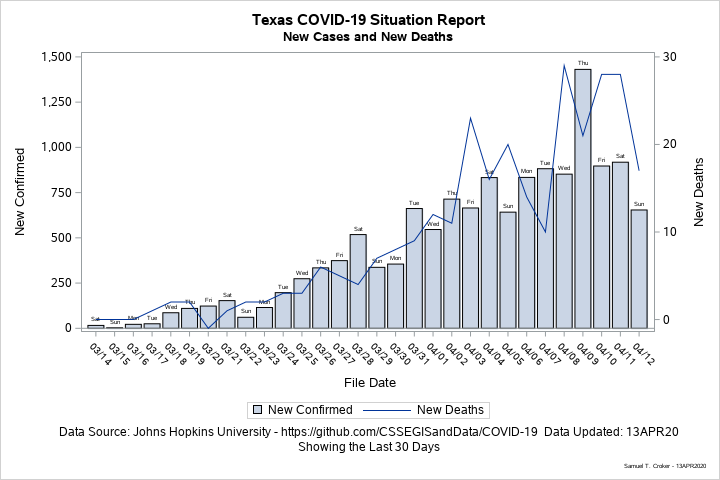 Texas COVID-19 Situation Report
New Cases and New Deaths
New Confirmed
1,500
1,250
1,000
750
500
250
0
30
20
10
0
New Deaths
Sat
Sun
Mon
Tue
Wed
Thu
Fri
Sat
Sun
Mon
Tue
Wed
Thu
Fri
Sat
Sun
Mon
Tue
Wed
Thu
Fri
Sat
Sun
Mon
Tue
Wed
Thu
Fri
Sat
Sun
03/14
03/15
03/16
03/17
03/18
03/19
03/20
03/21
03/22
03/23
03/24
03/25
03/26
03/27
03/28
03/29
03/30
03/31
04/01
04/02
04/03
04/04
04/05
04/06
04/07
04/08
04/09
04/10
04/11
04/12
File Date
New Confirmed New Deaths
Data Source: Johns Hopkins University - https://github.com/CSSEGISandData/COVID-19 Data Updated: 13APR20
Showing the Last 30 Days
Samuel T. Croker - 13APR2020